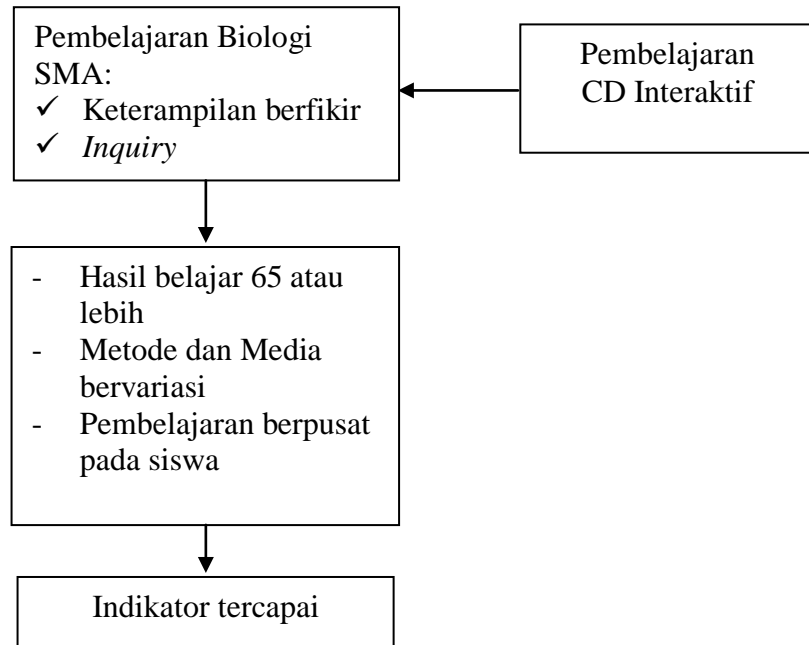 Pembelajaran Biologi
SMA:
✓ Keterampilan berfikir
✓ Inquiry
Pembelajaran
CD Interaktif
- Hasil belajar 65 atau
lebih
- Metode dan Media
bervariasi
- Pembelajaran berpusat
pada siswa
Indikator tercapai